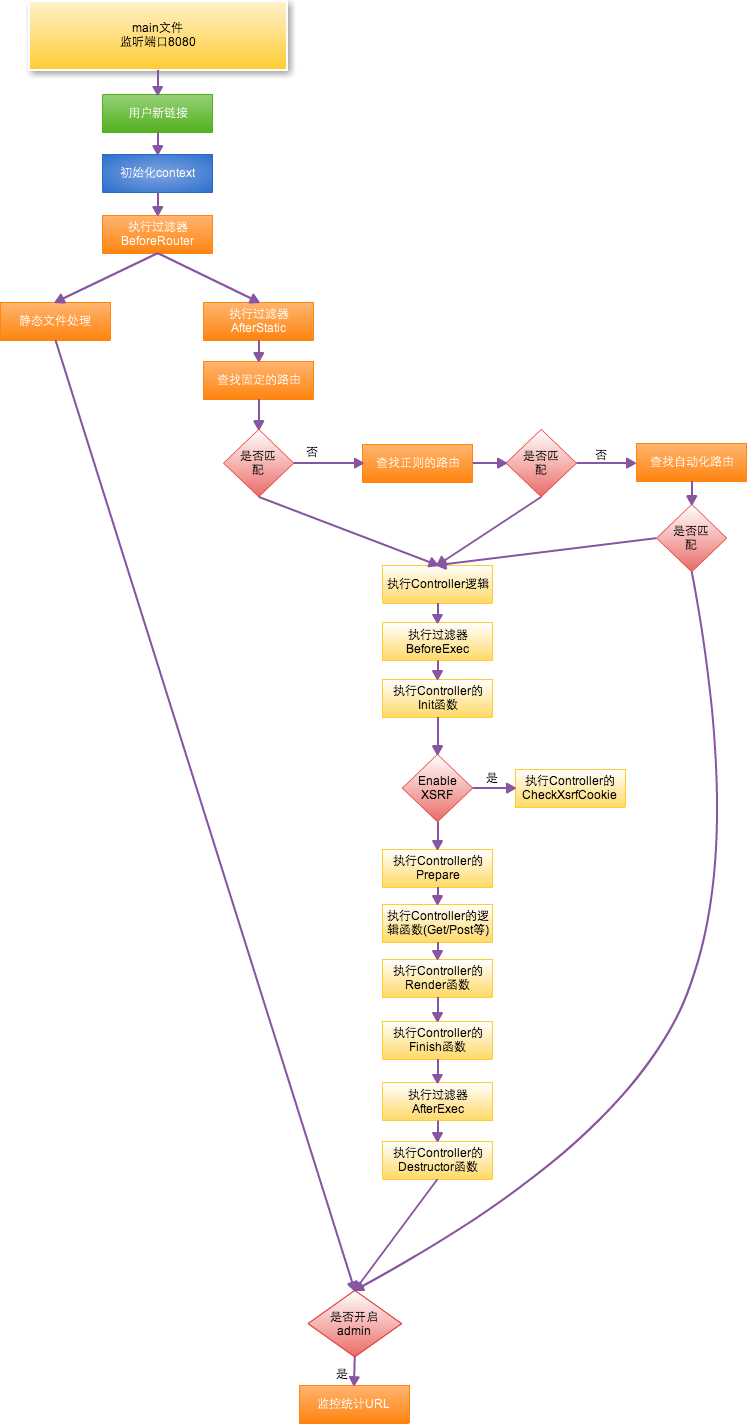 main文件
监听端口8080
用户新链接
初始化context
执行过滤器
BeforeRouter
静态文件处理
执行过滤器
AfterStatic
查找固定的路由
是否匹
配
否
查找正则的路由
是否匹
配
否
查找自动化路由
是否匹
配
执行Controller逻辑
执行过滤器
BeforeExec
执行Controller的
Init函数
Enable
XSRF
是
执行Controller的
CheckXsrfCookie
执行Controller的
Prepare
执行Controller的逻
辑函数(Get/Post等)
执行Controller的
Render函数
执行Controller的
Finish函数
执行过滤器
AfterExec
执行Controller的
Destructor函数
是否开启
admin
是
监控统计URL